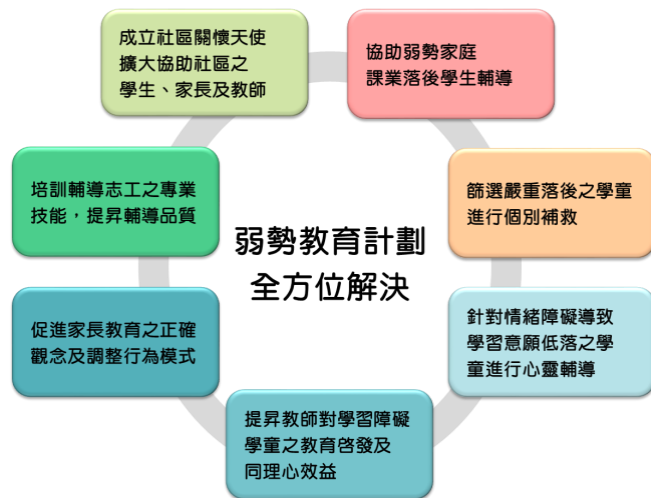 成立社區關懷天使
擴大協助社區之
學生、家長及教師
協助弱勢家庭
課業落後學生輔導
培訓輔導志工之專業
技能，提昇輔導品質
篩選嚴重落後之學童
進行個別補救
弱勢教育計劃
全方位解決
促進家長教育之正確
觀念及調整行為模式
針對情緒障礙導致
學習意願低落之學
童進行心靈輔導
提昇教師對學習障礙
學童之教育啓發及
同理心效益